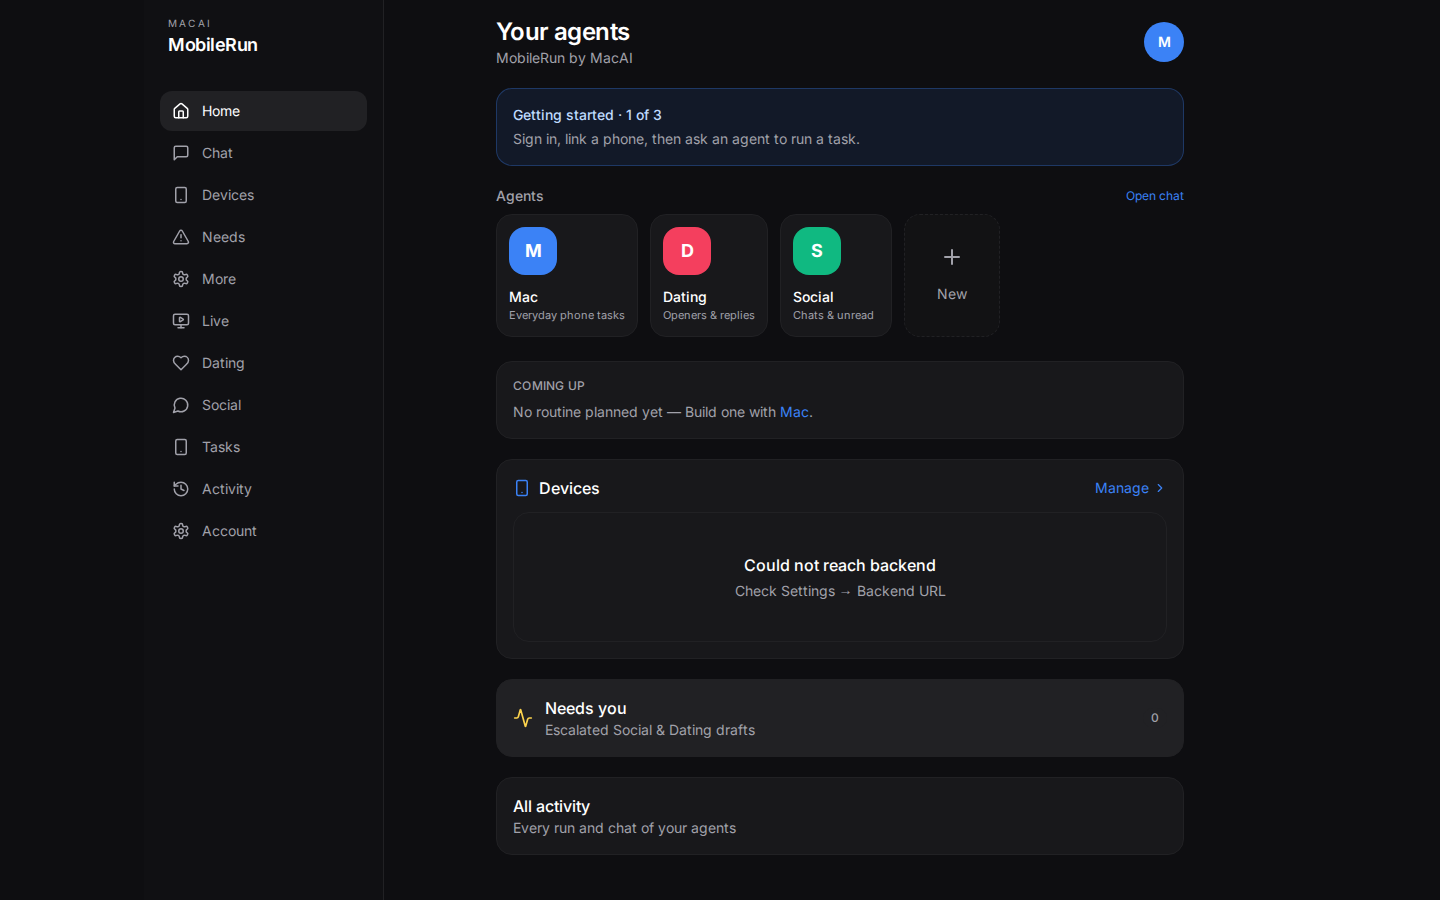 MACAI
MobileRun
Home
Chat
Devices
Needs
More
Live
Dating
Social
Tasks
Activity
Account
Your agents
MobileRun by MacAI
M
Getting started · 1 of 3
Sign in, link a phone, then ask an agent to run a task.
Agents
Open chat
M
Mac
Everyday phone tasks
D
Dating
Openers & replies
S
Social
Chats & unread
New
COMING UP
No routine planned yet — Build one with Mac.
Devices
Manage
Could not reach backend
Check Settings → Backend URL
Needs you
Escalated Social & Dating drafts
0
All activity
Every run and chat of your agents